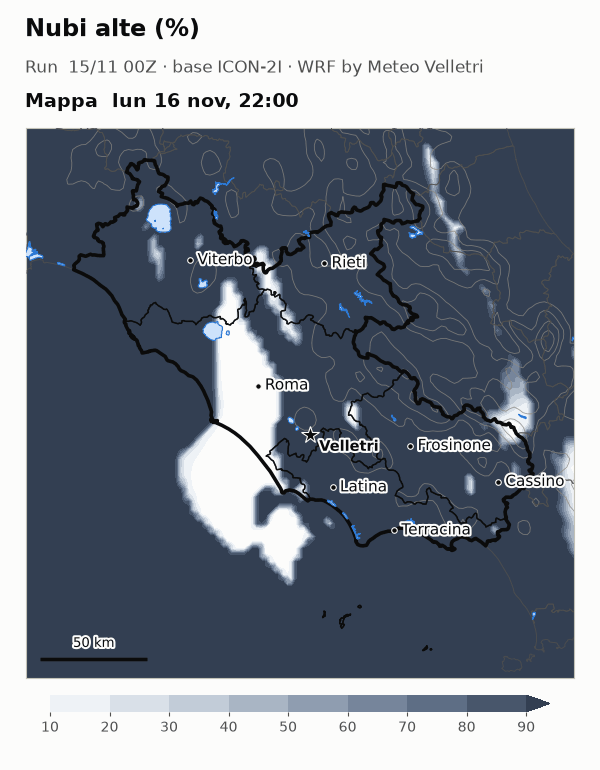 Nubi alte (%)
Run 15/11 00Z · base ICON-2I · WRF by Meteo Velletri
Mappa lun 16 nov, 22:00
Viterbo
Rieti
Roma
Velletri
Frosinone
Cassino
Latina
Terracina
50 km
10 20 30 40 50 60 70 80 90